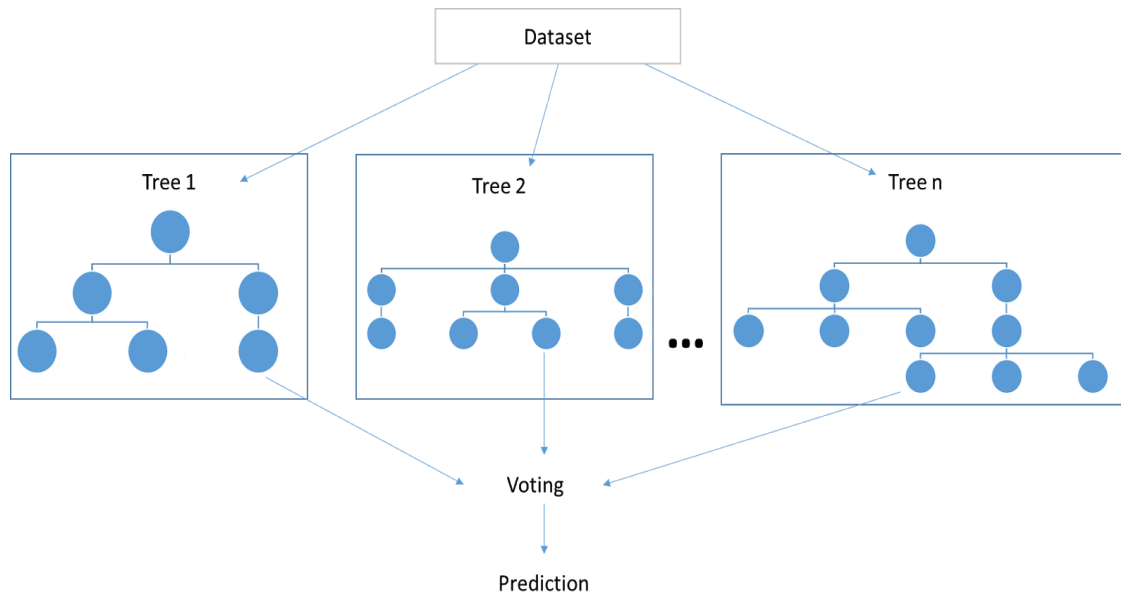 Dataset
Tree 1
Tree 2
Tree n
...
Voting
Prediction